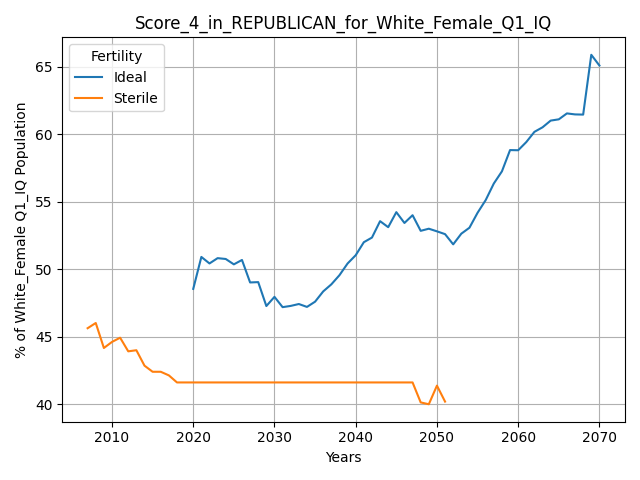 Score_4_in_REPUBLICAN_for_White_Female_Q1_IQ
Fertility
Ideal
Sterile
% of White_Female Q1_IQ Population
65
60
55
50
45
40
2010
2020
2030
2040
2050
2060
2070
Years